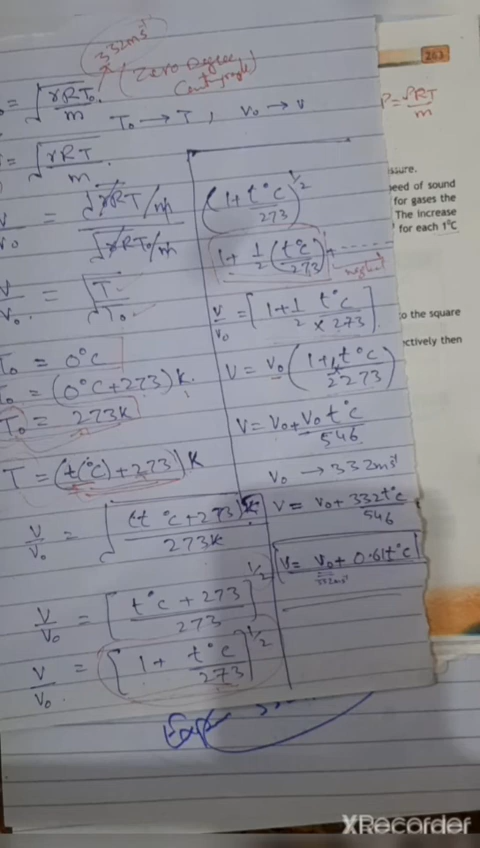 332ms⁻¹
(Zero Degree
Centigrade)
= √(γRT₀/m)
T₀ → T , V₀ → V
= √(γRT/m)
V/V₀ = √(γRT/m) / √(γRT₀/m)
V/V₀ = √(T/T₀)
T₀ = 0°C
T₀ = (0°C+273)K.
T₀ = 273K
T = (t(°C)+273)K
V/V₀ = √((t°C+273)K/273K)
V/V₀ = [(t°C+273)/273]^1/2
V/V₀. = [1 + t°C/273]^1/2
(1+t°C/273)^1/2
1+ 1/2 (t°C/273)+ -----
neglect
V/V₀ = [1+1/2 t°C/×273]
V = V₀(1+1×t°C/2×273)
V = V₀+V₀t°C/546
V₀ → 332ms⁻¹
V = V₀+332t°C/546
V = V₀+0.61t°C
332ms⁻¹
263
P=ρRT/m
ssure.
eed of sound
for gases the
The increase
for each 1°C
o the square
ectively then
XRecorder